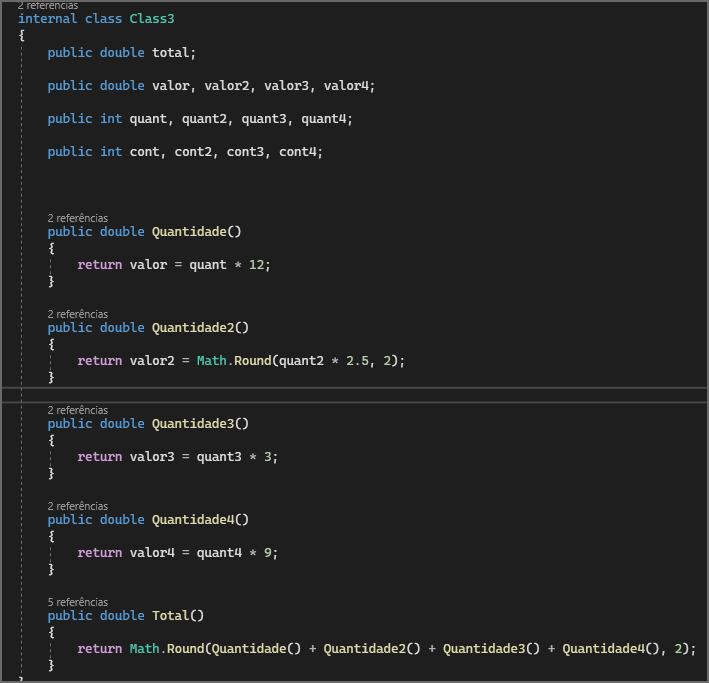 2 referências
internal class Class3
{
public double total;
public double valor, valor2, valor3, valor4;
public int quant, quant2, quant3, quant4;
public int cont, cont2, cont3, cont4;
2 referências
public double Quantidade()
{
return valor = quant * 12;
}
2 referências
public double Quantidade2()
{
return valor2 = Math.Round(quant2 * 2.5, 2);
}
2 referências
public double Quantidade3()
{
return valor3 = quant3 * 3;
}
2 referências
public double Quantidade4()
{
return valor4 = quant4 * 9;
}
5 referências
public double Total()
{
return Math.Round(Quantidade() + Quantidade2() + Quantidade3() + Quantidade4(), 2);
}
}